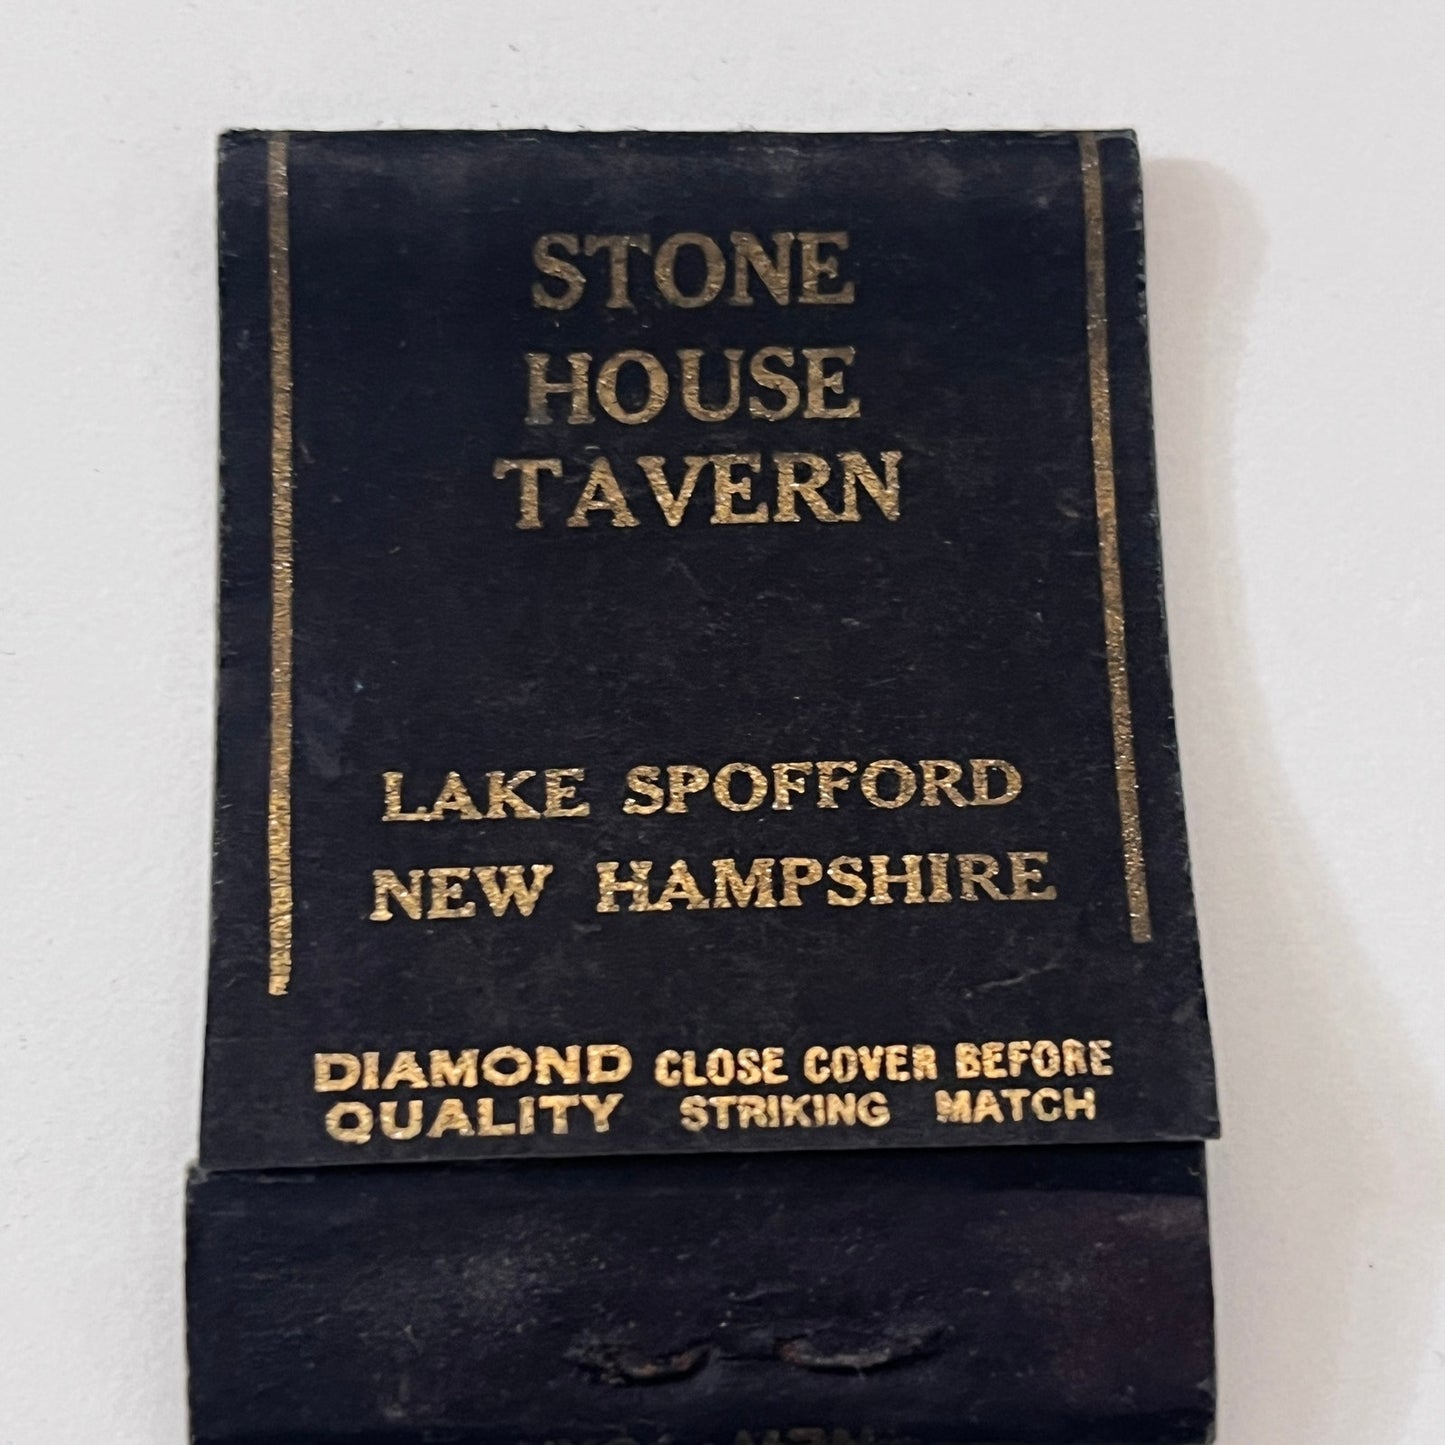 STONE
HOUSE
TAVERN
LAKE SPOFFORD
NEW HAMPSHIRE
DIAMOND QUALITY
CLOSE COVER BEFORE
STRIKING MATCH